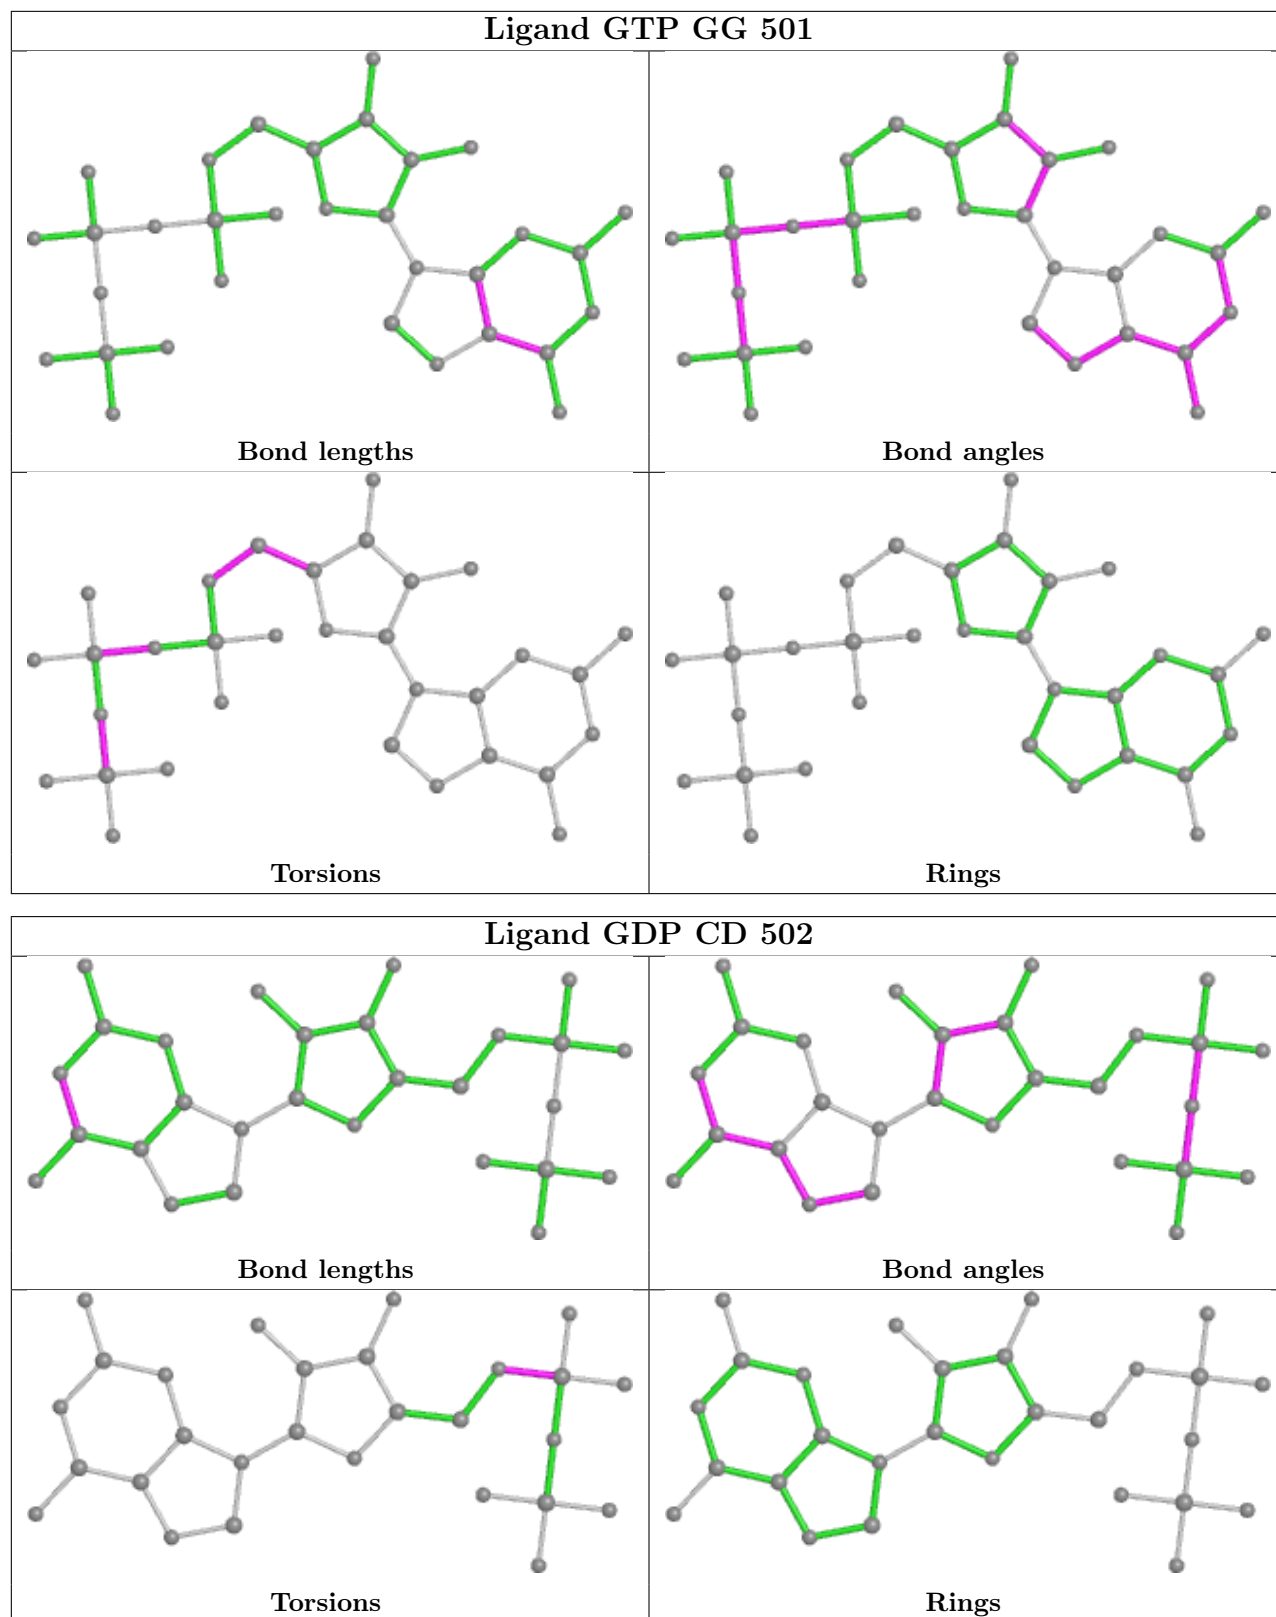 Ligand GTP GG 501
Bond lengths
Bond angles
Torsions
Rings
Ligand GDP CD 502
Bond lengths
Bond angles
Torsions
Rings